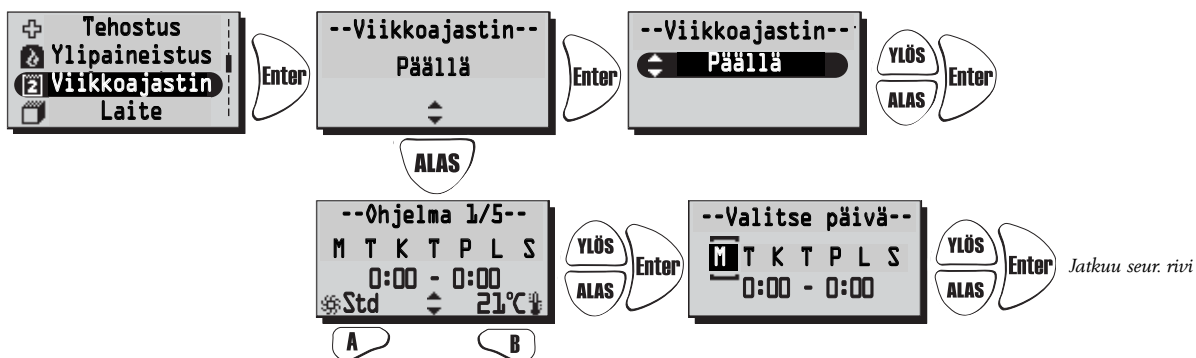 Tehostus
Ylipaineistus
2 Viikkoajastin
Laite
Enter
--Viikkoajastin--
Päällä
Enter
--Viikkoajastin--
Päällä
YLÖS
ALAS
Enter
ALAS
--Ohjelma 1/5--
M T K T P L S
0:00 - 0:00
Std 21℃
A B
YLÖS
ALAS
Enter
--Valitse päivä--
M T K T P L S
0:00 - 0:00
YLÖS
ALAS
Enter
Jatkuu seur. rivi